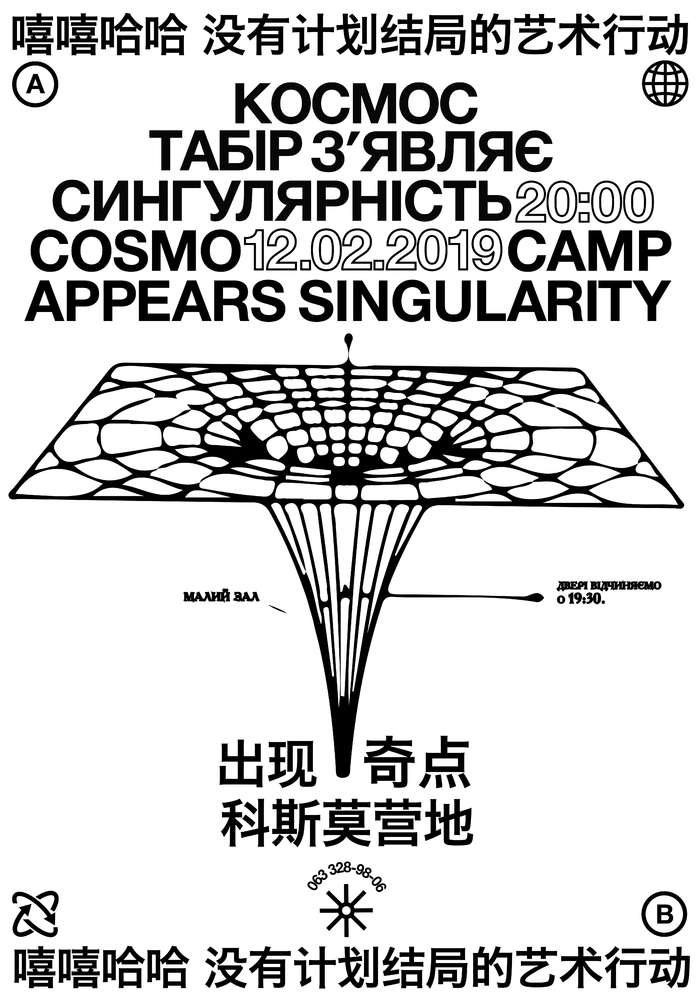 嘻嘻哈哈 没有计划结局的艺术行动
A
КОСМОС
ТАБІР З’ЯВЛЯЄ
СИНГУЛЯРНІСТЬ 20:00
COSMO 12.02.2019 CAMP
APPEARS SINGULARITY
МАЛИЙ ЗАЛ
ДВЕРІ ВІДЧИНЯЄМО
о 19:30.
出现 奇点
科斯莫营地
063 328-98-06
B
嘻嘻哈哈 没有计划结局的艺术行动